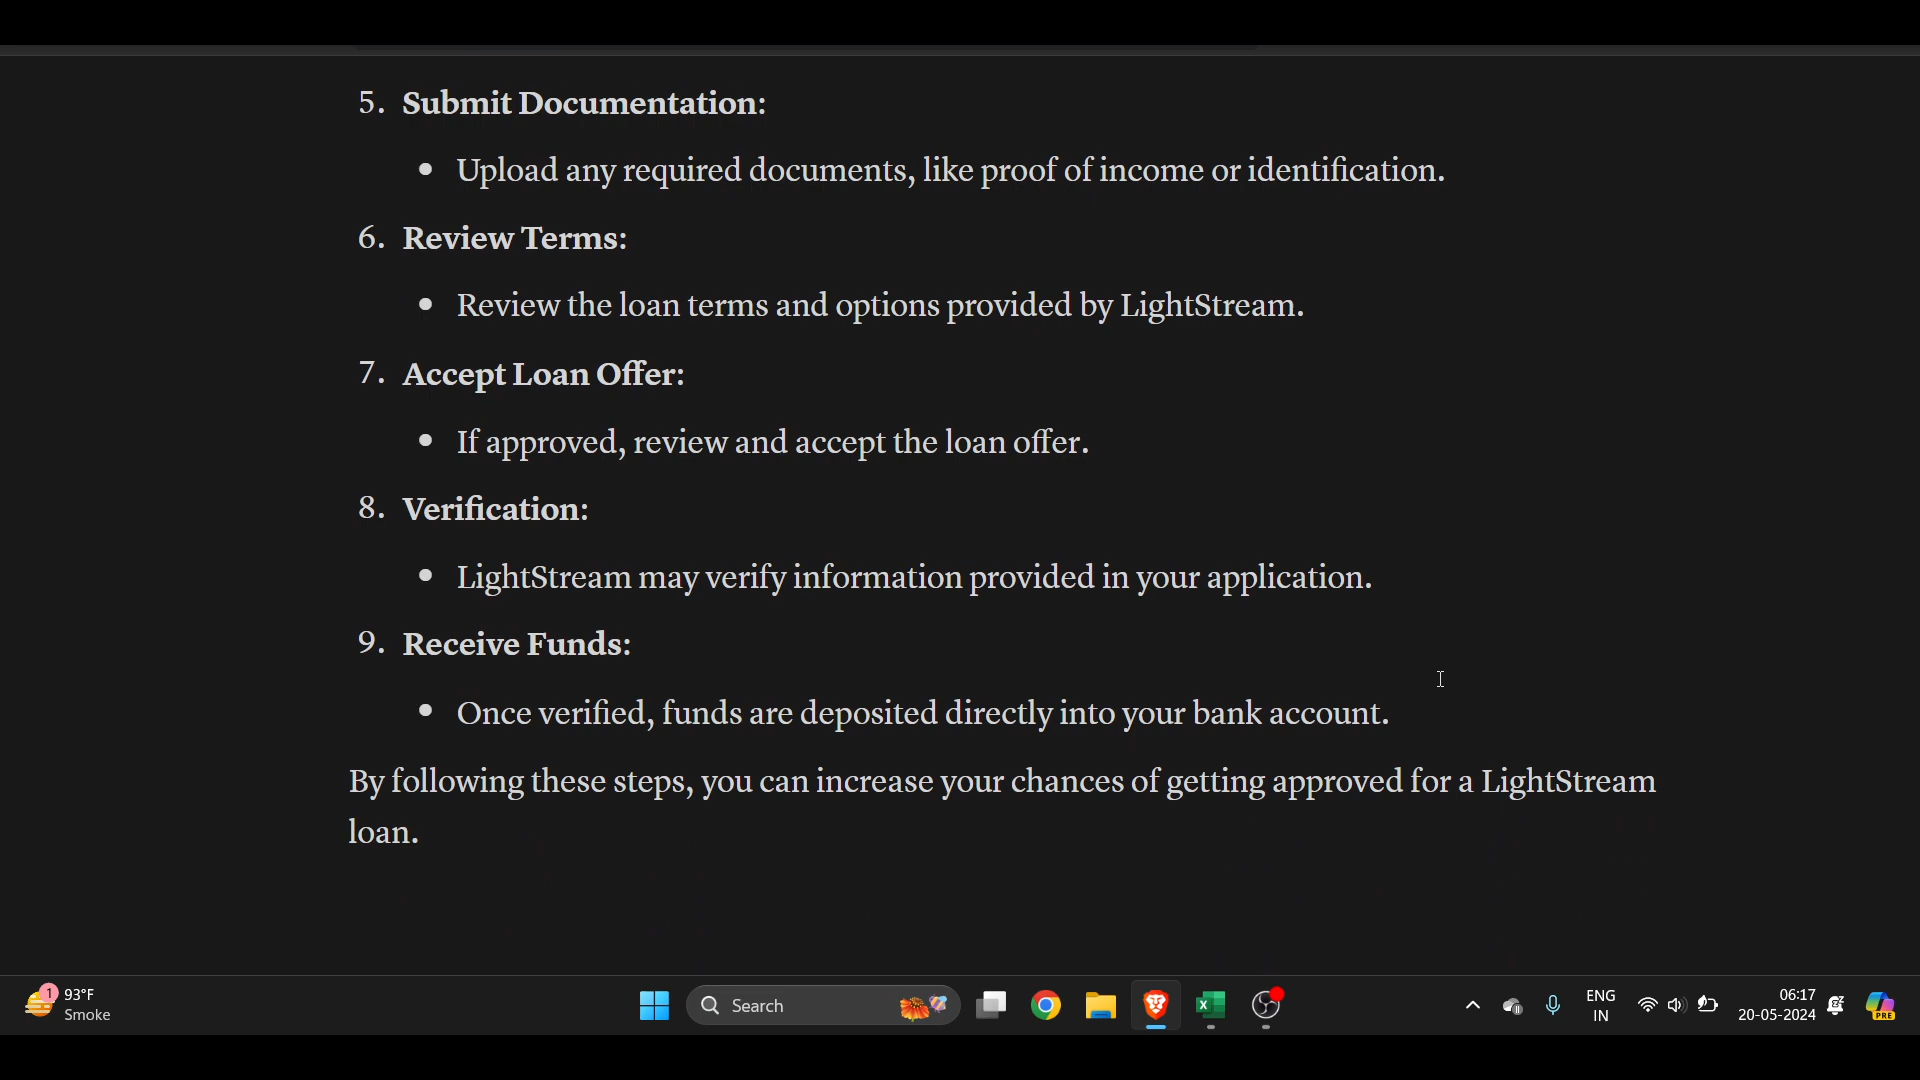 5. Submit Documentation:
• Upload any required documents, like proof of income or identification.
6. Review Terms:
• Review the loan terms and options provided by LightStream.
7. Accept Loan Offer:
• If approved, review and accept the loan offer.
8. Verification:
• LightStream may verify information provided in your application.
9. Receive Funds:
• Once verified, funds are deposited directly into your bank account.
By following these steps, you can increase your chances of getting approved for a LightStream
loan.
1
93°F
Smoke
Search
ENG
IN
06:17
20-05-2024
PRE